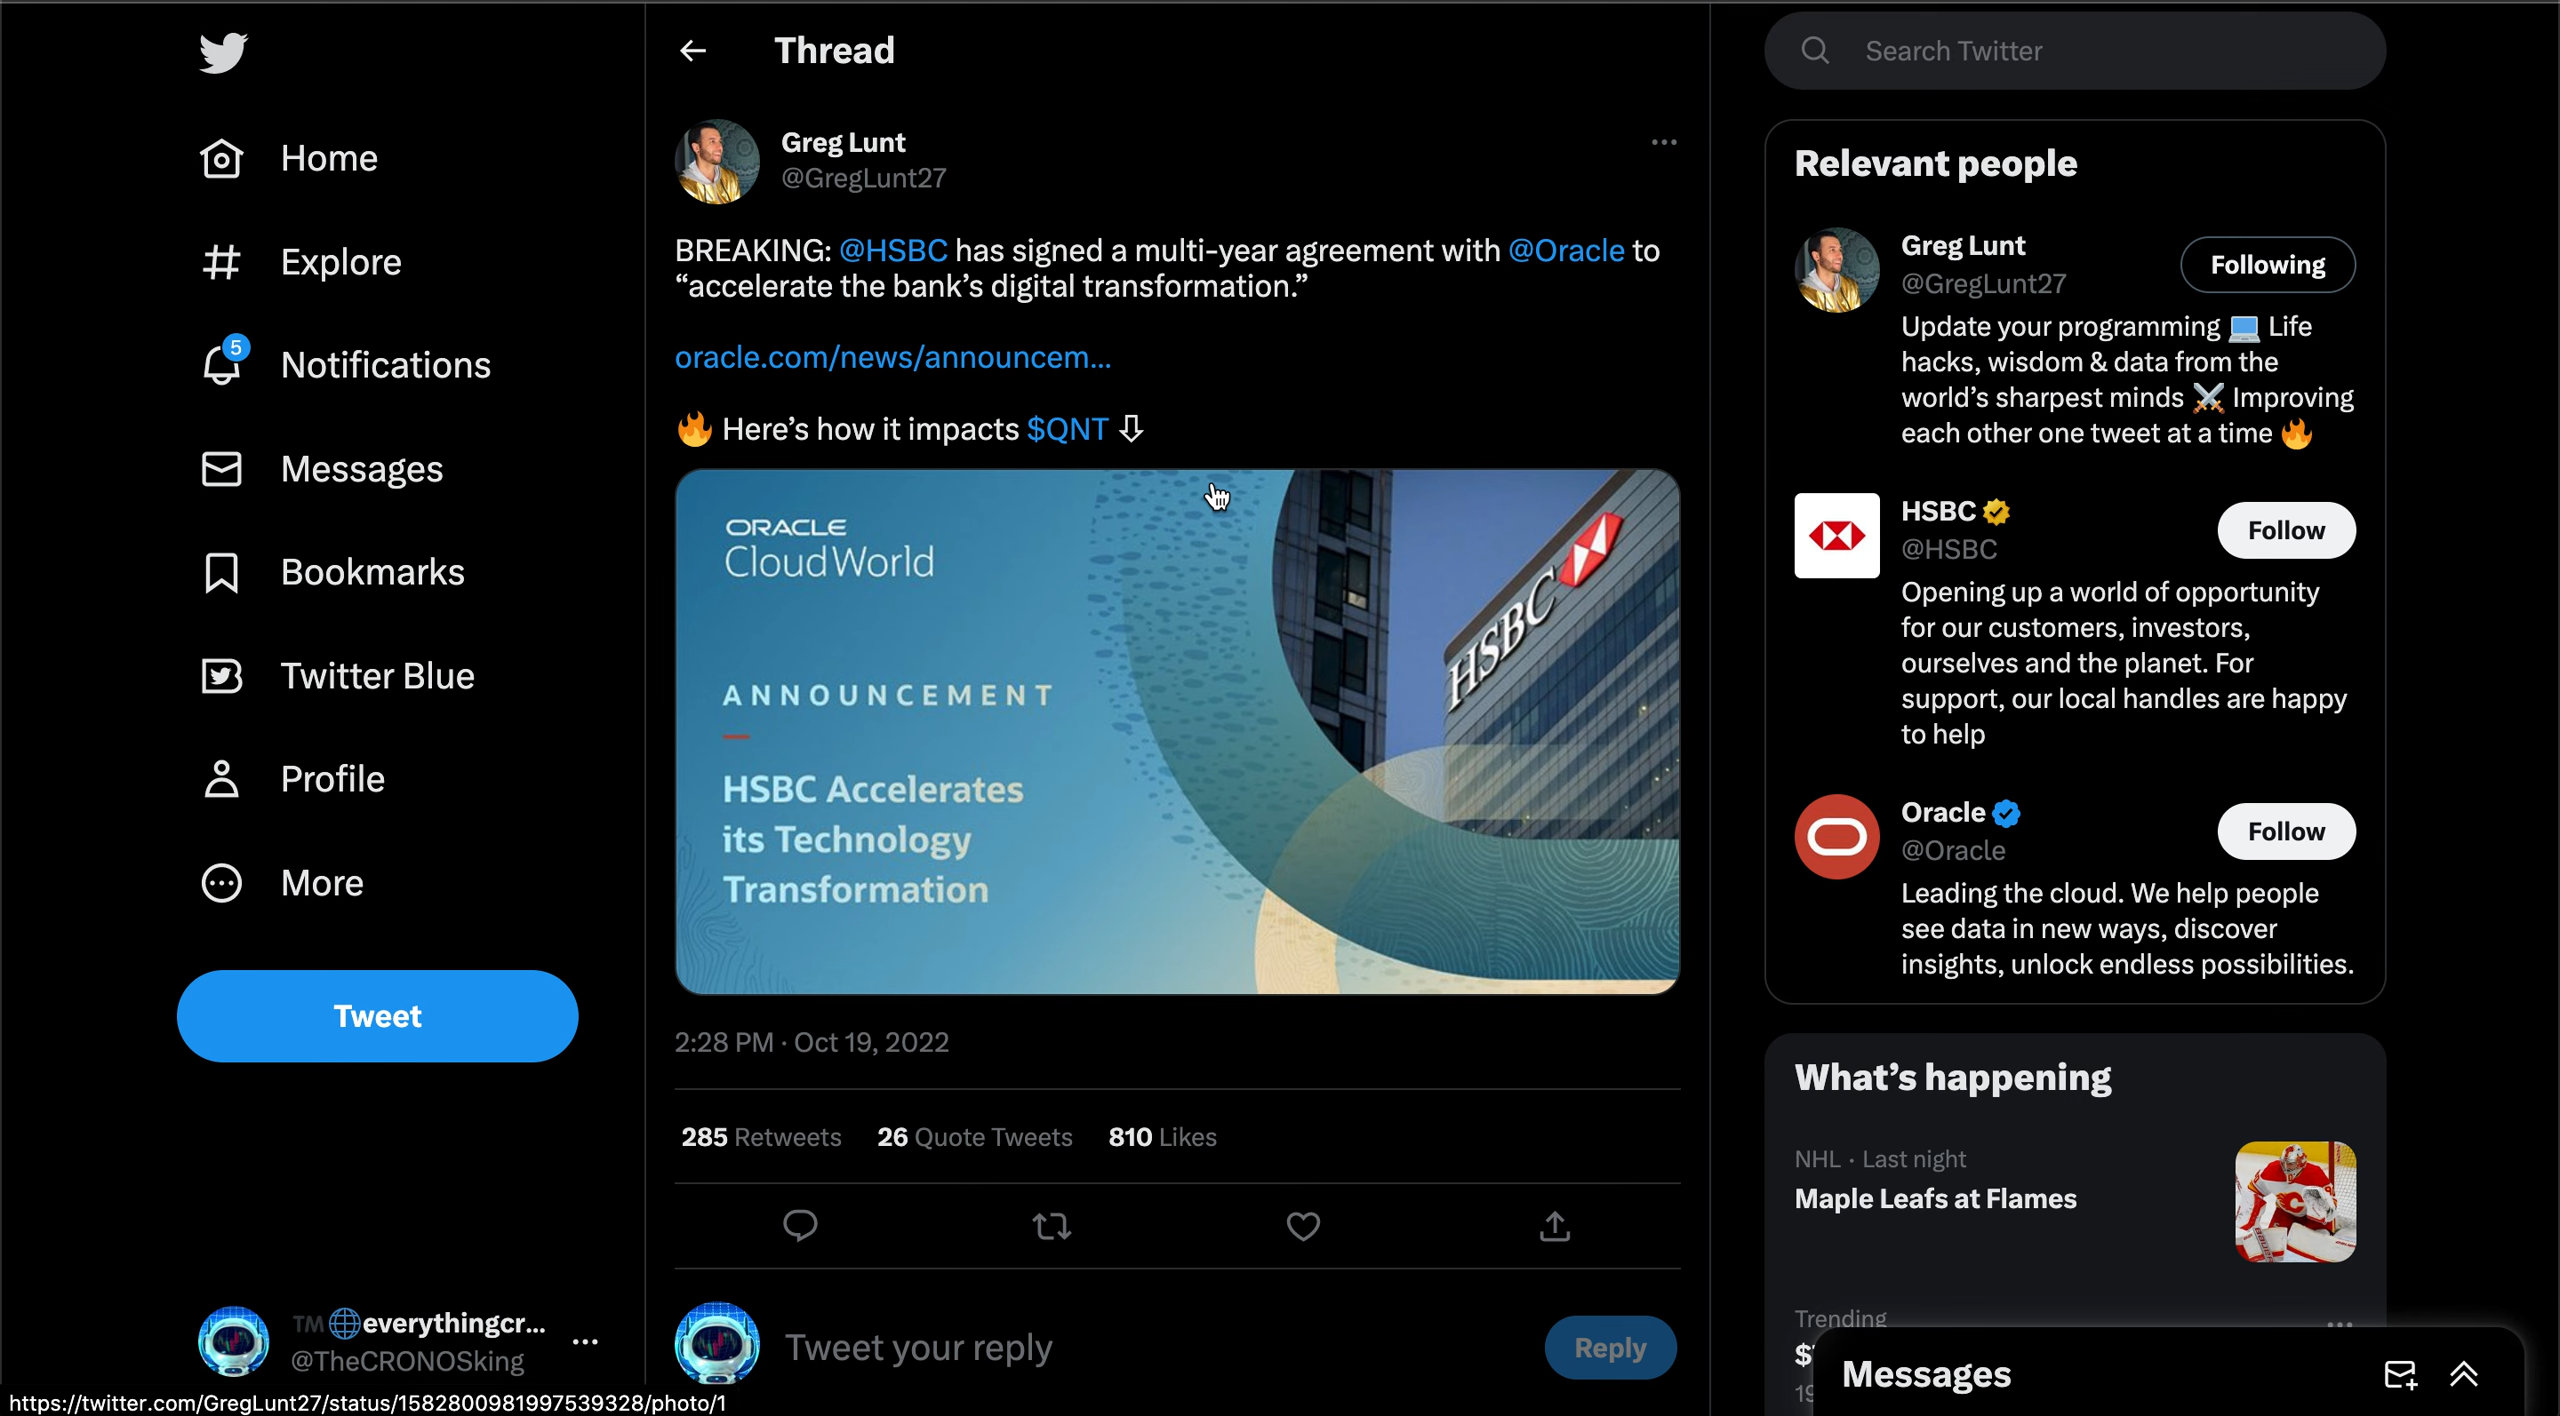 Home
Explore
5
Notifications
Messages
Bookmarks
Twitter Blue
Profile
More
Tweet
TM🌐everythingcr...
@TheCRONOSking
Thread
Greg Lunt
@GregLunt27
BREAKING: @HSBC has signed a multi-year agreement with @Oracle to
“accelerate the bank’s digital transformation.”
oracle.com/news/announcem...
🔥 Here’s how it impacts $QNT ⇩
ORACLE
CloudWorld
ANNOUNCEMENT
HSBC Accelerates
its Technology
Transformation
HSBC
2:28 PM · Oct 19, 2022
285 Retweets 26 Quote Tweets 810 Likes
Tweet your reply
Reply
Search Twitter
Relevant people
Greg Lunt
@GregLunt27
Following
Update your programming 💻 Life
hacks, wisdom & data from the
world’s sharpest minds ⚔️ Improving
each other one tweet at a time 🔥
HSBC
@HSBC
Follow
Opening up a world of opportunity
for our customers, investors,
ourselves and the planet. For
support, our local handles are happy
to help
Oracle
@Oracle
Follow
Leading the cloud. We help people
see data in new ways, discover
insights, unlock endless possibilities.
What’s happening
NHL · Last night
Maple Leafs at Flames
Trending
Messages
https://twitter.com/GregLunt27/status/1582800981997539328/photo/1